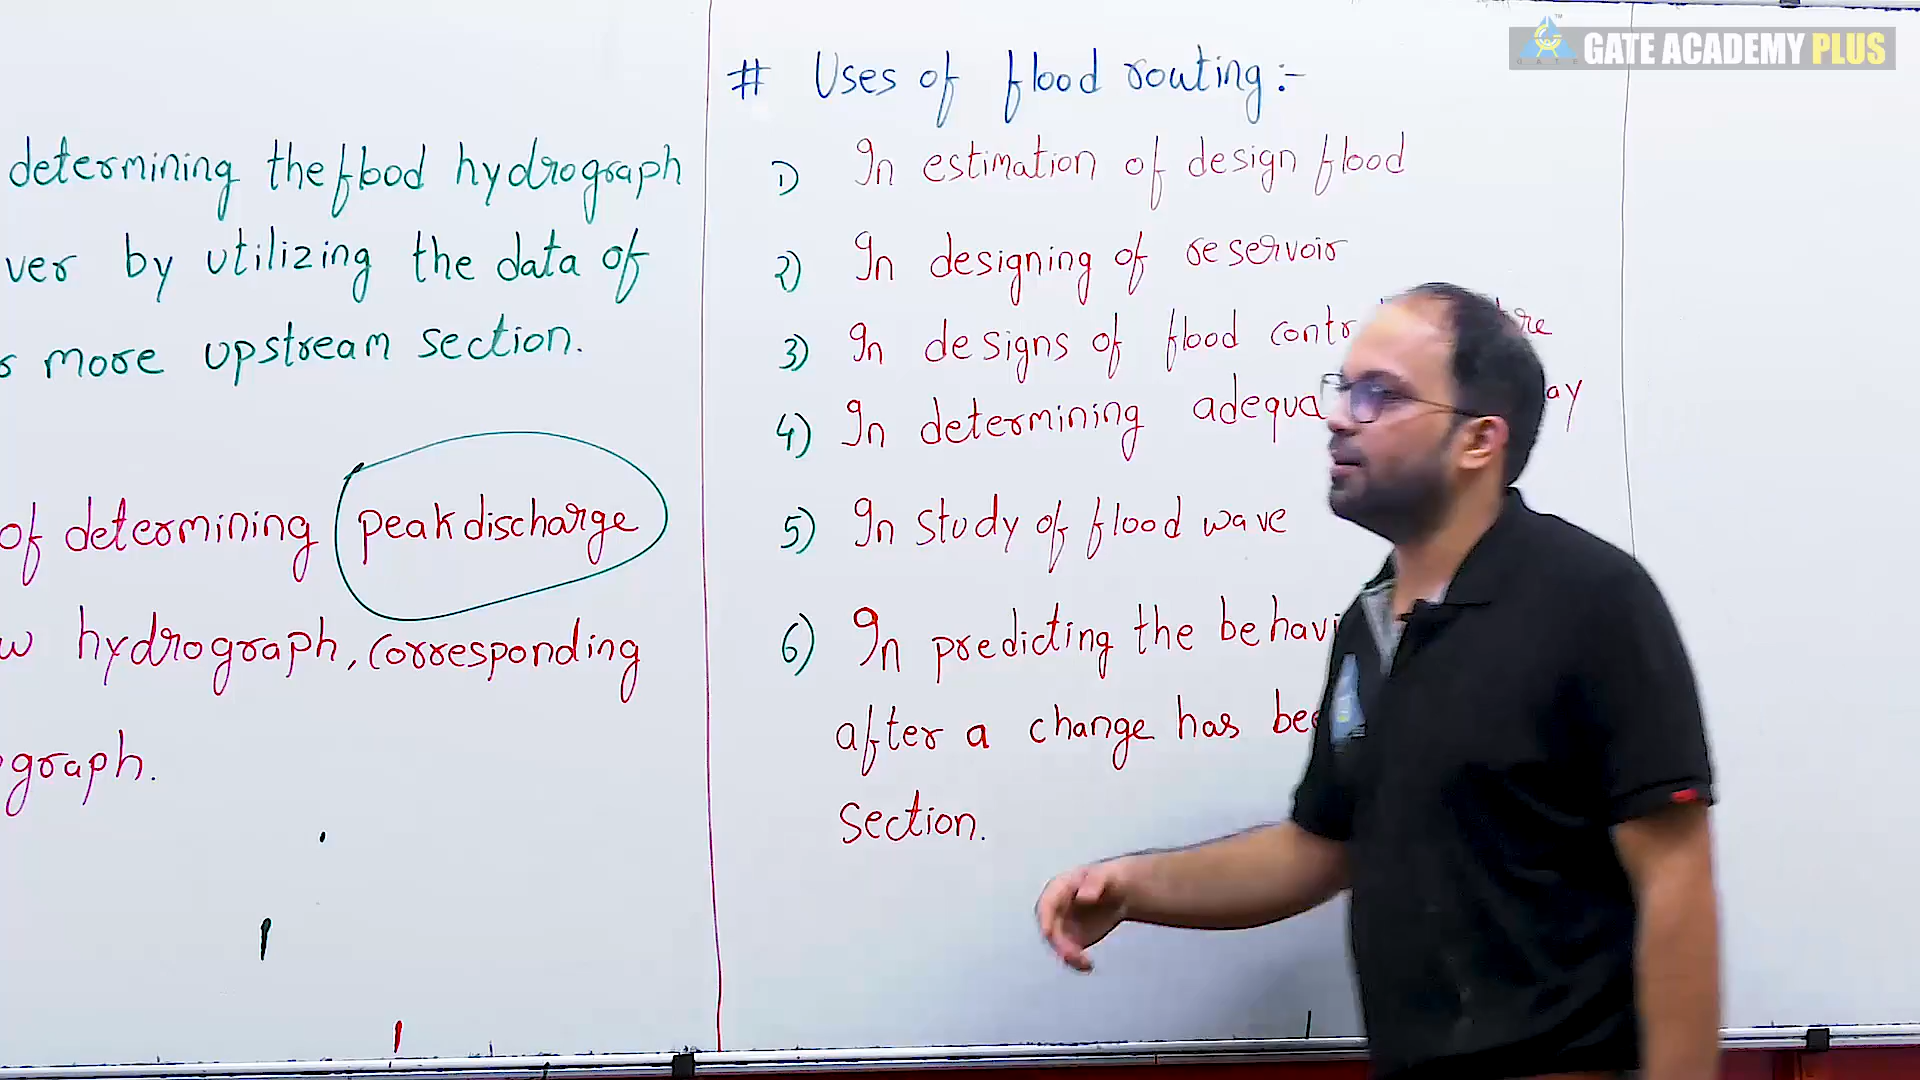 determining the flood hydrograph
ver by utilizing the data of
more upstream section.
of determining peak discharge
w hydrograph, corresponding
graph.
# Uses of flood routing :-
1) In estimation of design flood
2) In designing of reservoir
3) In designs of flood contr
4) In determining adequa ay
5) In study of flood wave
6) In predicting the behavi
after a change has bee
section.
GATE ACADEMY PLUS